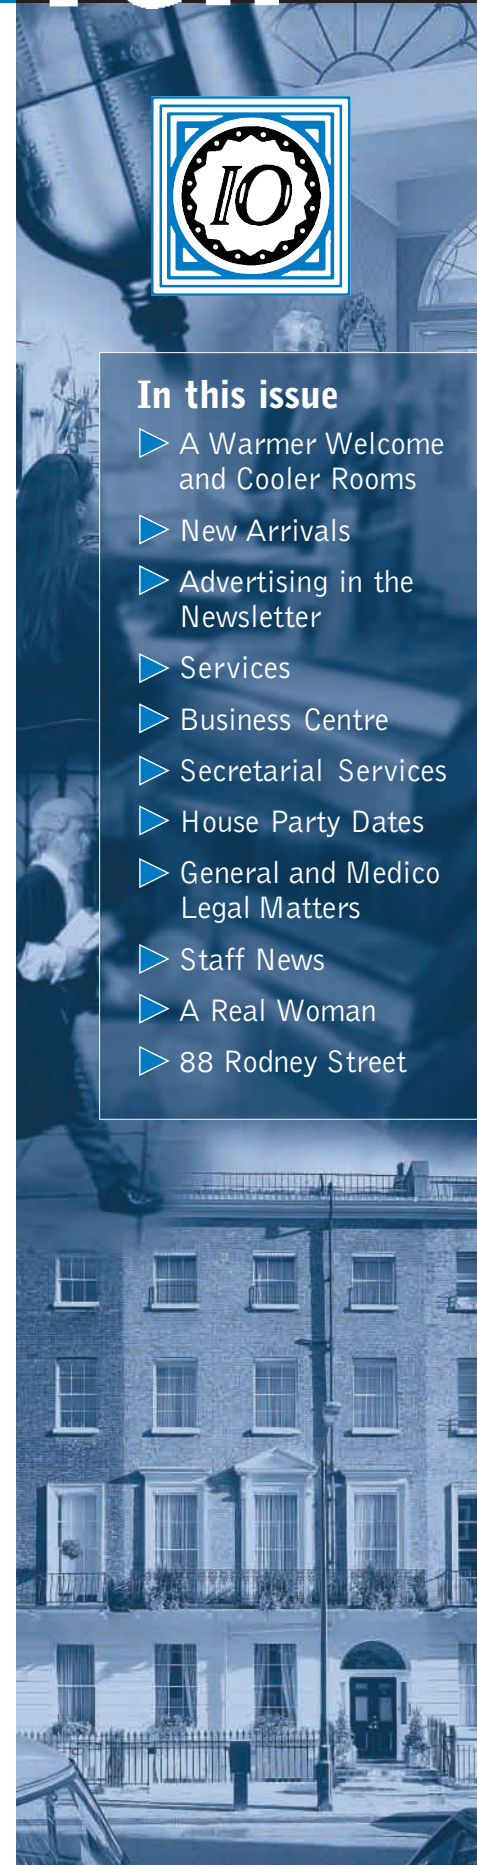 10
In this issue
A Warmer Welcome
and Cooler Rooms
New Arrivals
Advertising in the
Newsletter
Services
Business Centre
Secretarial Services
House Party Dates
General and Medico
Legal Matters
Staff News
A Real Woman
88 Rodney Street